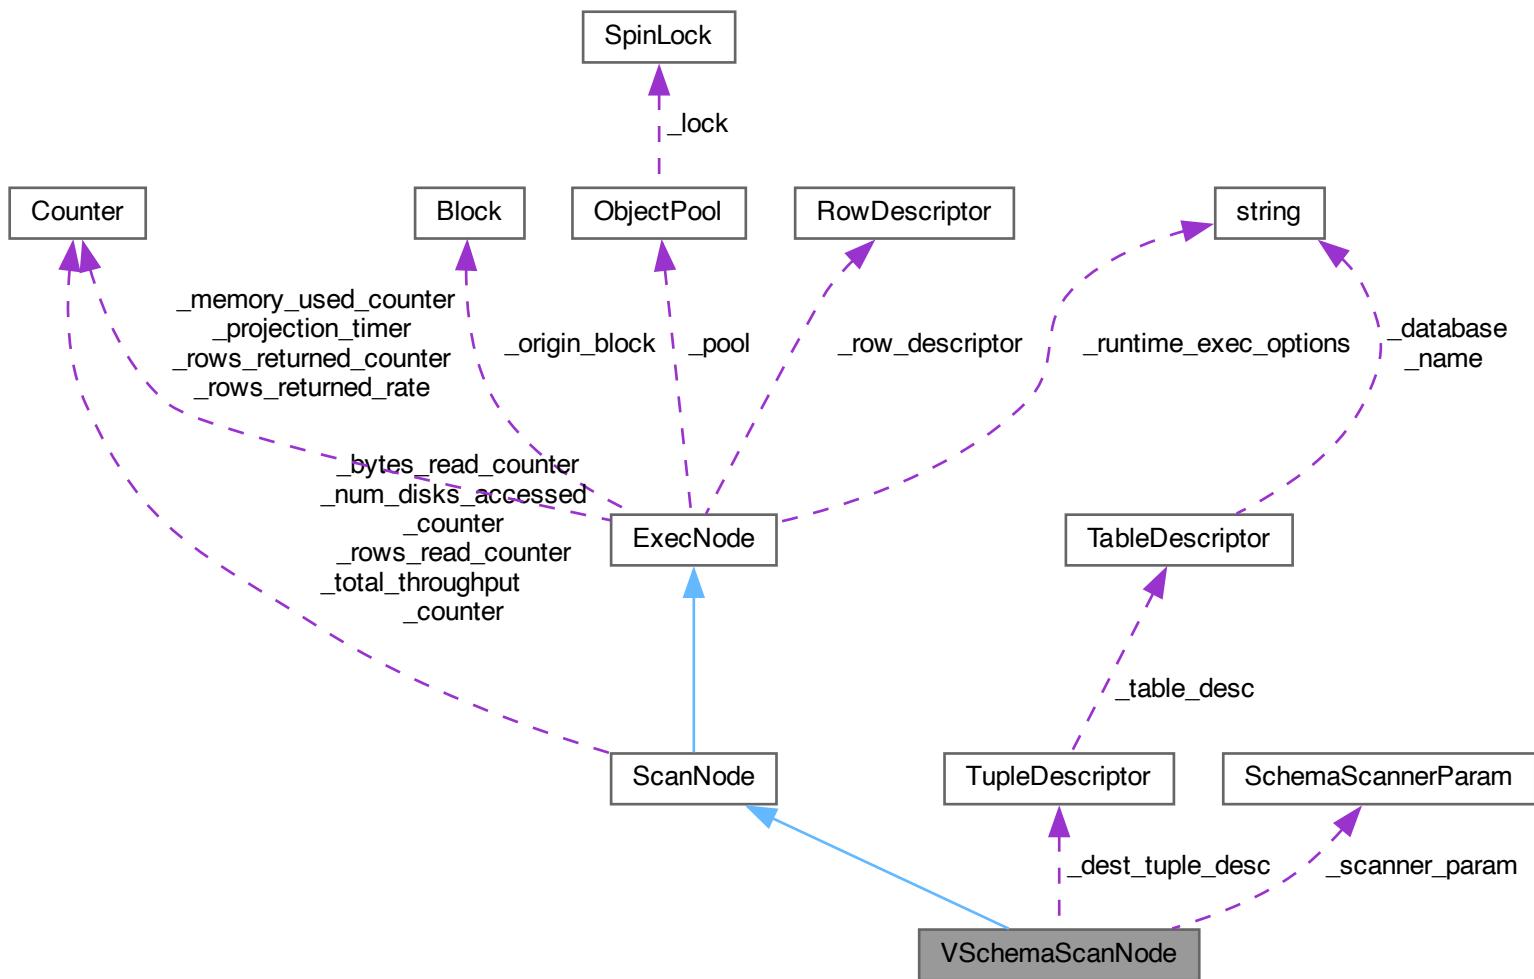 SpinLock
_lock
Counter
Block
ObjectPool
RowDescriptor
string
_memory_used_counter
_projection_timer
_rows_returned_counter
_rows_returned_rate
_origin_block
_pool
_row_descriptor
_runtime_exec_options
_database
_name
_bytes_read_counter
_num_disks_accessed
_counter
_rows_read_counter
_total_throughput
_counter
ExecNode
TableDescriptor
_table_desc
ScanNode
TupleDescriptor
SchemaScannerParam
_dest_tuple_desc
_scanner_param
VSchemaScanNode